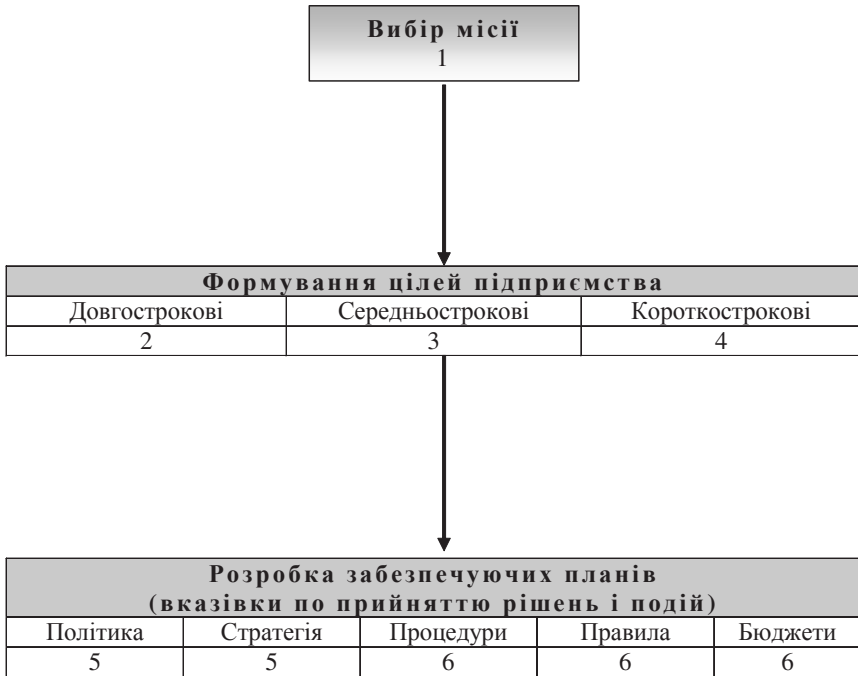 Вибір місії
1
Формування цілей підприємства
Довгострокові Середньострокові Короткострокові
2 3 4
Розробка забезпечуючих планів
(вказівки по прийняттю рішень і подій)
Політика Стратегія Процедури Правила Бюджети
5 5 6 6 6